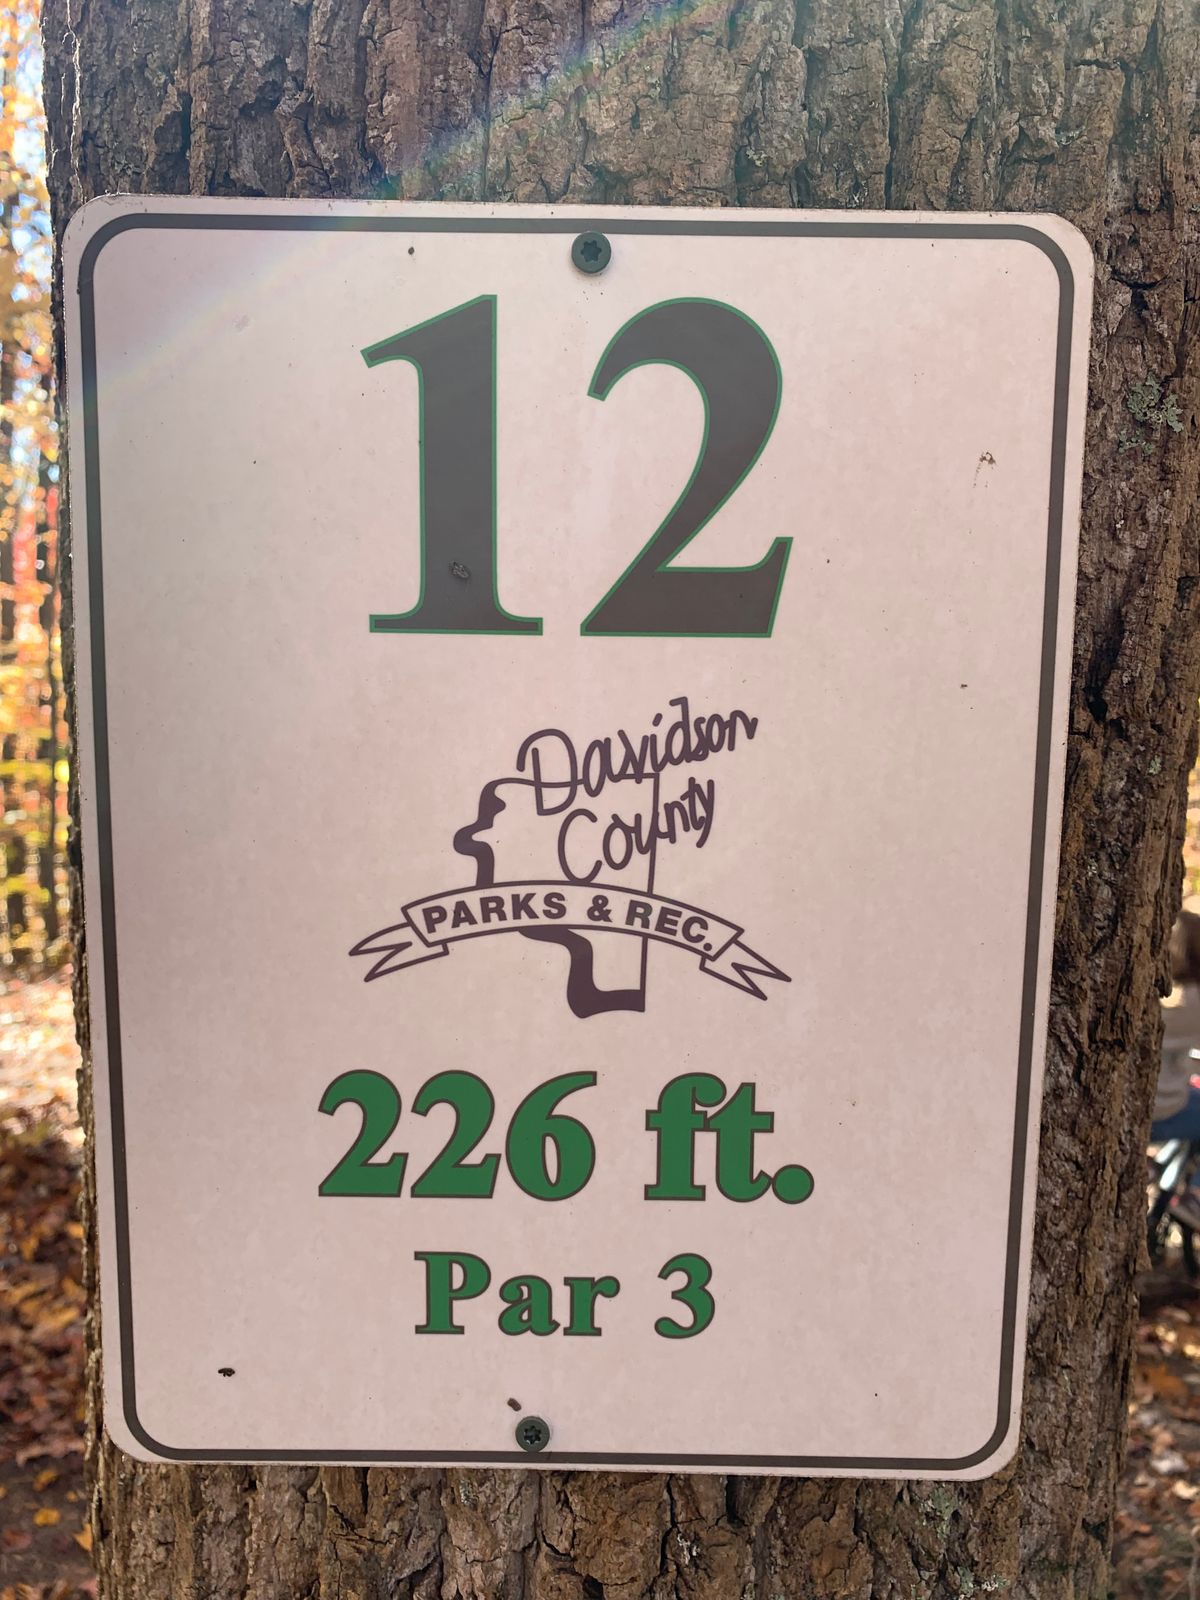 12
Davidson
County
PARKS & REC.
226 ft.
Par 3